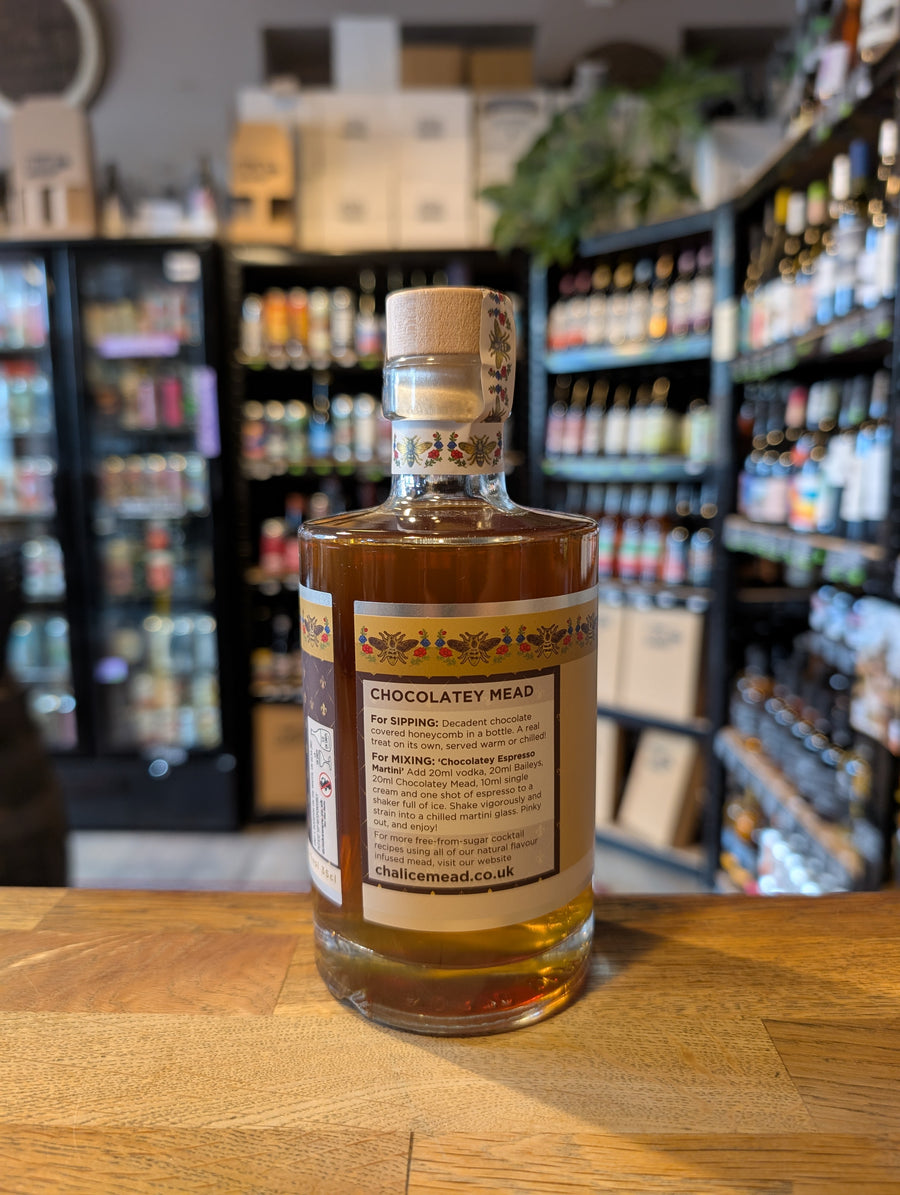 CHOCOLATEY MEAD
For SIPPING: Decadent chocolate
covered honeycomb in a bottle. A real
treat on its own, served warm or chilled!
For MIXING: ‘Chocolatey Espresso
Martini’ Add 20ml vodka, 20ml Baileys,
20ml Chocolatey Mead, 10ml single
cream and one shot of espresso to a
shaker full of ice. Shake vigorously and
strain into a chilled martini glass. Pinky
out, and enjoy!
For more free-from-sugar cocktail
recipes using all of our natural flavour
infused mead, visit our website
chalicemead.co.uk